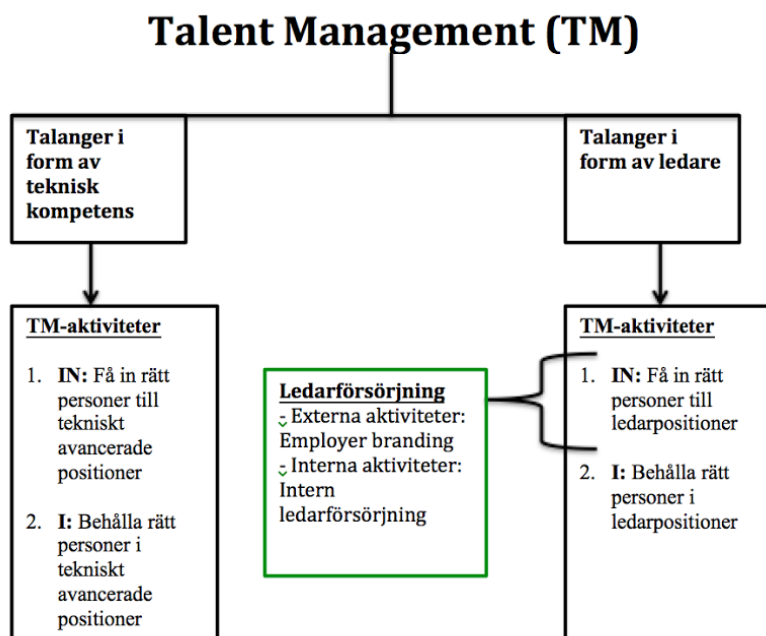 Talent Management (TM)
Talanger i
form av
teknisk
kompetens
Talanger i
form av ledare
TM-aktiviteter
1. IN: Få in rätt
personer till
tekniskt
avancerade
positioner
2. I: Behålla rätt
personer i
tekniskt
avancerade
positioner
Ledarförsörjning
- Externa aktiviteter:
Employer branding
- Interna aktiviteter:
Intern
ledarförsörjning
TM-aktiviteter
1. IN: Få in rätt
personer till
ledarpositioner
2. I: Behålla rätt
personer i
ledarpositioner